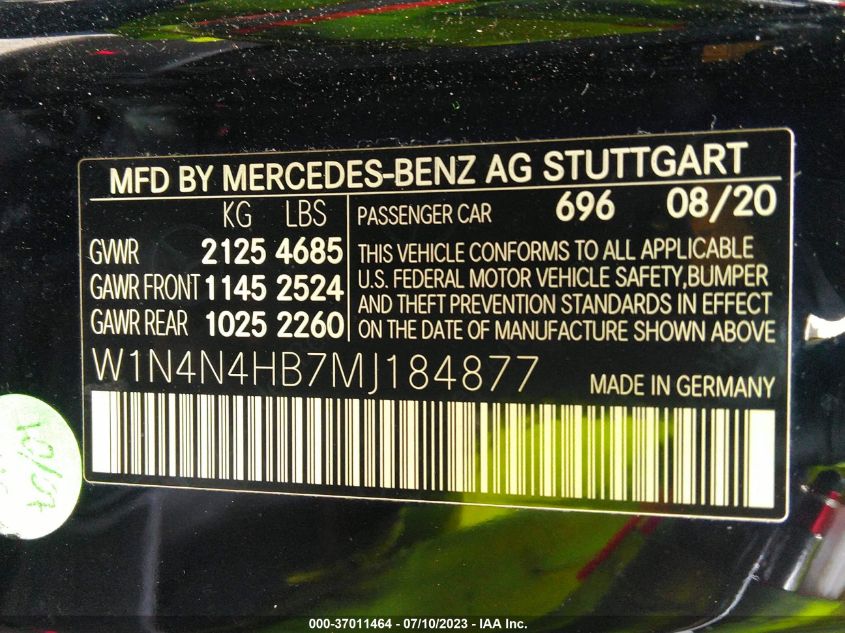 MFD BY MERCEDES-BENZ AG STUTTGART
KG LBS
GVWR 2125 4685
GAWR FRONT 1145 2524
GAWR REAR 1025 2260
PASSENGER CAR 696 08/20
THIS VEHICLE CONFORMS TO ALL APPLICABLE
U.S. FEDERAL MOTOR VEHICLE SAFETY,BUMPER
AND THEFT PREVENTION STANDARDS IN EFFECT
ON THE DATE OF MANUFACTURE SHOWN ABOVE
W1N4N4HB7MJ184877
MADE IN GERMANY
000-37011464 - 07/10/2023 - IAA Inc.